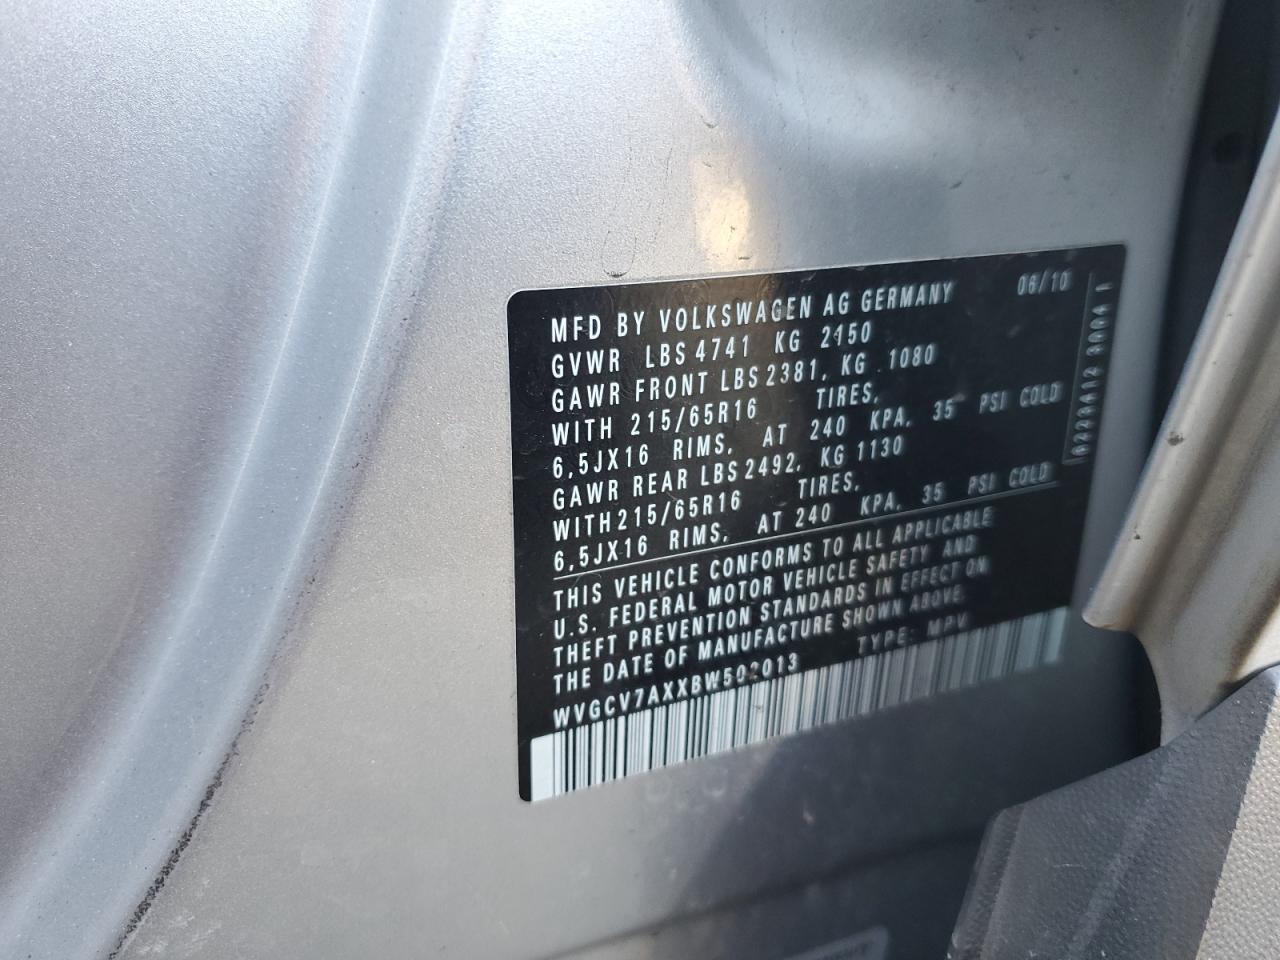 MFD BY VOLKSWAGEN AG GERMANY 06/10
GVWR LBS 4741 KG 2150
GAWR FRONT LBS 2381, KG 1080
WITH 215/65R16 TIRES,
6,5JX16 RIMS, AT 240 KPA, 35 PSI COLD
GAWR REAR LBS 2492, KG 1130
WITH 215/65R16 TIRES,
6,5JX16 RIMS, AT 240 KPA, 35 PSI COLD
THIS VEHICLE CONFORMS TO ALL APPLICABLE
U.S. FEDERAL MOTOR VEHICLE SAFETY AND
THEFT PREVENTION STANDARDS IN EFFECT ON
THE DATE OF MANUFACTURE SHOWN ABOVE.
WVGCV7AXXBW502013 TYPE: MPV